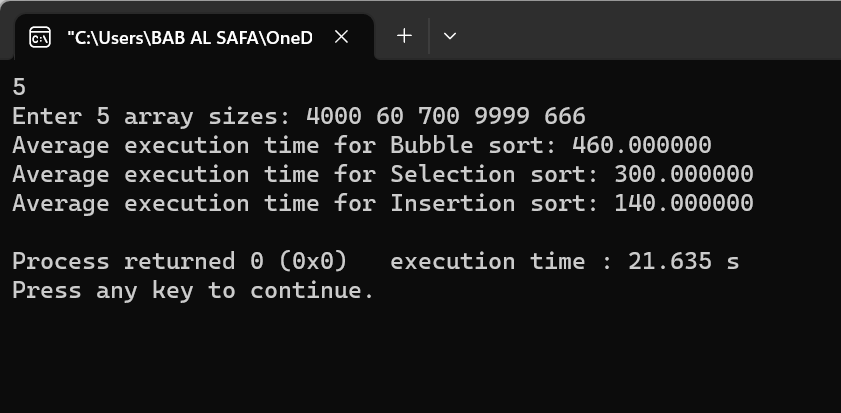 C:\
"C:\Users\BAB AL SAFA\OneD
5
Enter 5 array sizes: 4000 60 700 9999 666
Average execution time for Bubble sort: 460.000000
Average execution time for Selection sort: 300.000000
Average execution time for Insertion sort: 140.000000
Process returned 0 (0x0)   execution time : 21.635 s
Press any key to continue.